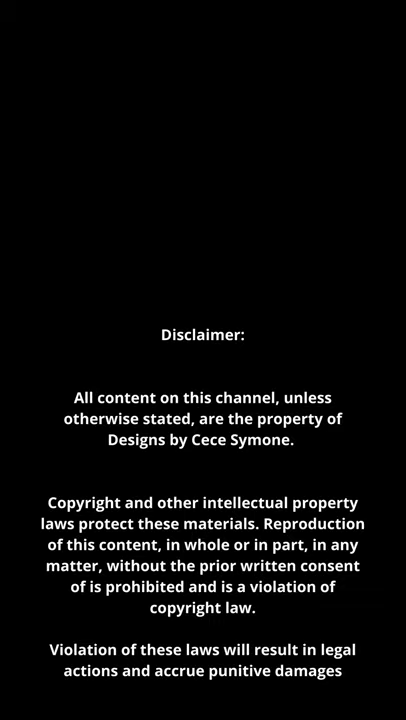 Disclaimer:
All content on this channel, unless
otherwise stated, are the property of
Designs by Cece Symone.
Copyright and other intellectual property
laws protect these materials. Reproduction
of this content, in whole or in part, in any
matter, without the prior written consent
of is prohibited and is a violation of
copyright law.
Violation of these laws will result in legal
actions and accrue punitive damages